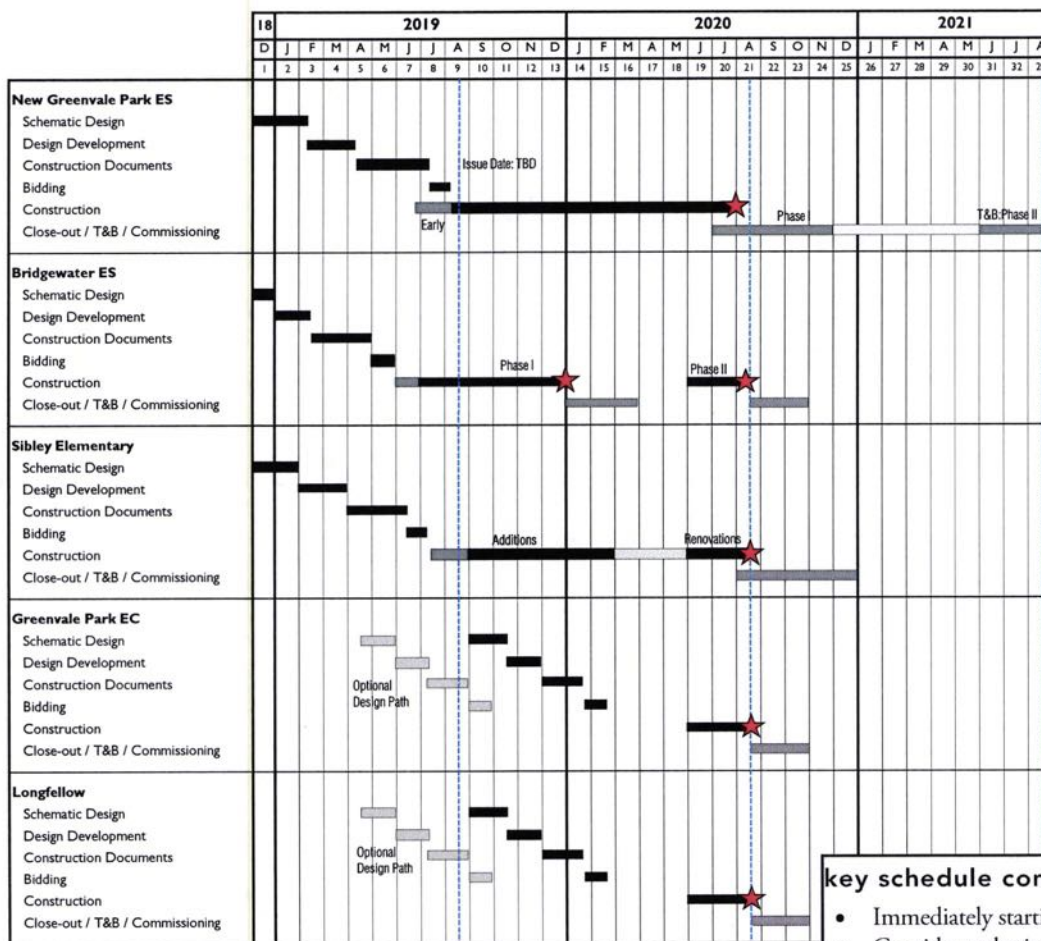 18 2019 2020 2021
D J F M A M J J A S O N D J F M A M J J A S O N D J F M A M J J A
1 2 3 4 5 6 7 8 9 10 11 12 13 14 15 16 17 18 19 20 21 22 23 24 25 26 27 28 29 30 31 32
New Greenvale Park ES
Schematic Design
Design Development
Construction Documents Issue Date: TBD
Bidding
Construction
Early Phase I T&B:Phase II
Close-out / T&B / Commissioning
Bridgewater ES
Schematic Design
Design Development
Construction Documents
Bidding
Phase I Phase II
Construction
Close-out / T&B / Commissioning
Sibley Elementary
Schematic Design
Design Development
Construction Documents
Bidding
Additions Renovations
Construction
Close-out / T&B / Commissioning
Greenvale Park EC
Schematic Design
Design Development
Construction Documents
Optional
Design Path
Bidding
Construction
Close-out / T&B / Commissioning
Longfellow
Schematic Design
Design Development
Construction Documents
Optional
Design Path
Bidding
Construction
Close-out / T&B / Commissioning
key schedule con
• Immediately starti